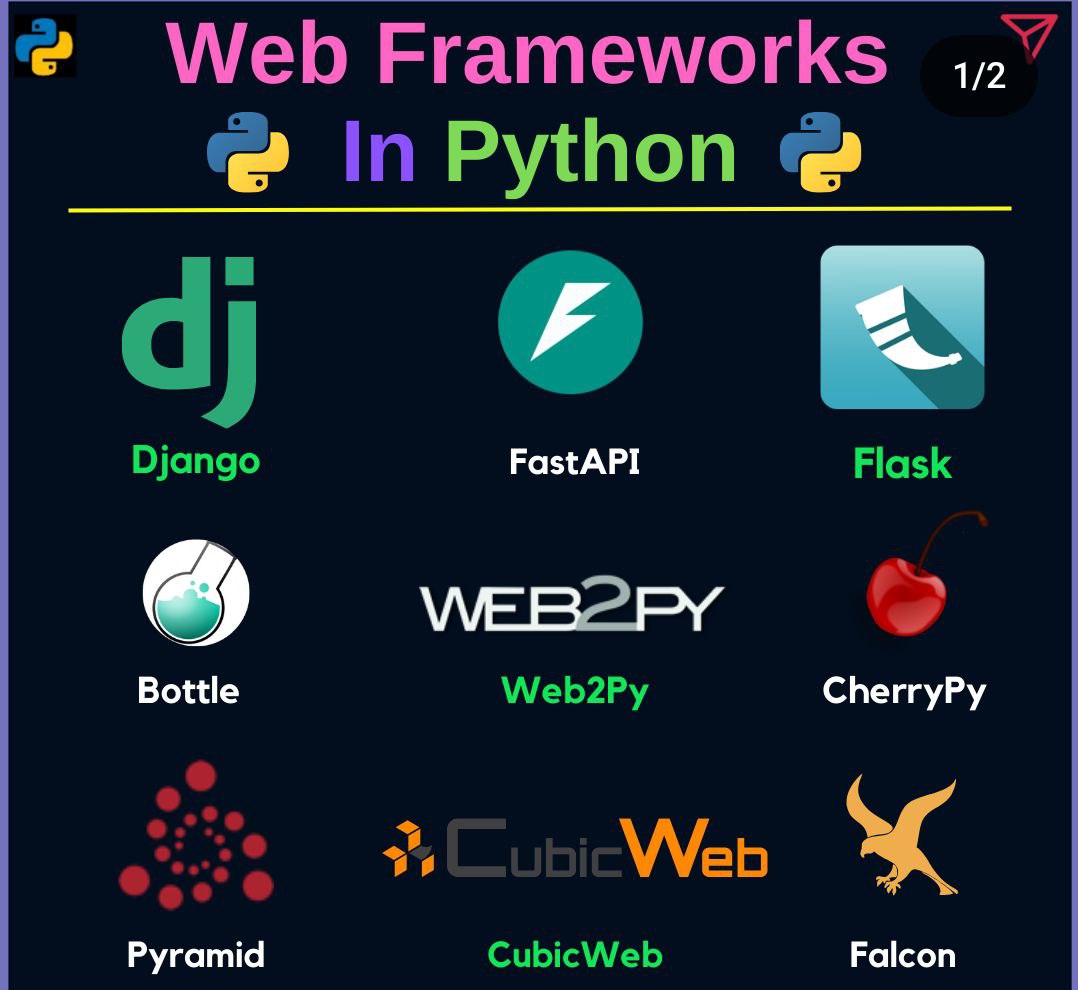 Web Frameworks
1/2
In Python
dj
Django
FastAPI
Flask
WEB2PY
Bottle
Web2Py
CherryPy
CubicWeb
Pyramid
CubicWeb
Falcon